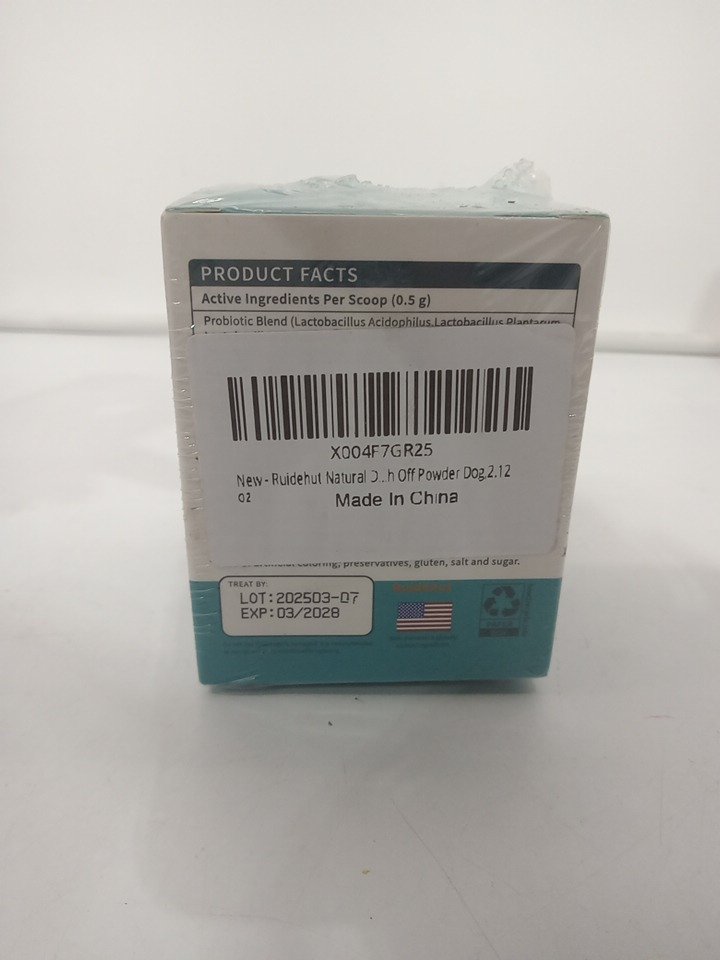 PRODUCT FACTS
Active Ingredients Per Scoop (0.5 g)
Probiotic Blend (Lactobacillus Acidophilus, Lactobacillus Plantarum
X004F7GR25
New - Ruidehut Natural D...h Off Powder Dog,2.12
Made In China
preservatives, gluten, salt and sugar.
TREAT BY:
LOT:202503-07
EXP:03/2028